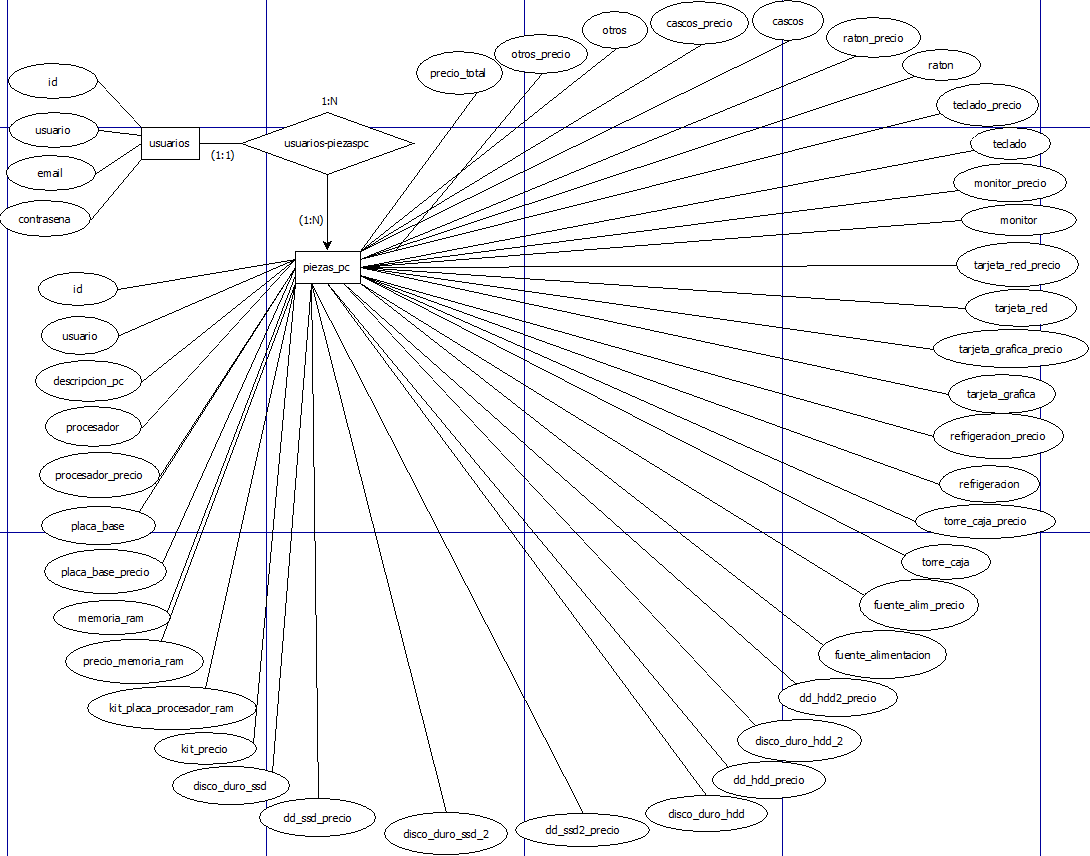 id
usuario
email
contrasena
usuarios
(1:1)
1:N
usuarios-piezaspc
(1:N)
piezas_pc
id
usuario
descripcion_pc
procesador
procesador_precio
placa_base
placa_base_precio
memoria_ram
precio_memoria_ram
kit_placa_procesador_ram
kit_precio
disco_duro_ssd
dd_ssd_precio
disco_duro_ssd_2
dd_ssd2_precio
disco_duro_hdd
dd_hdd_precio
disco_duro_hdd_2
dd_hdd2_precio
fuente_alimentacion
fuente_alim_precio
torre_caja
torre_caja_precio
refrigeracion
refrigeracion_precio
tarjeta_grafica
tarjeta_grafica_precio
tarjeta_red
tarjeta_red_precio
monitor
monitor_precio
teclado
teclado_precio
raton
raton_precio
cascos
cascos_precio
otros
otros_precio
precio_total